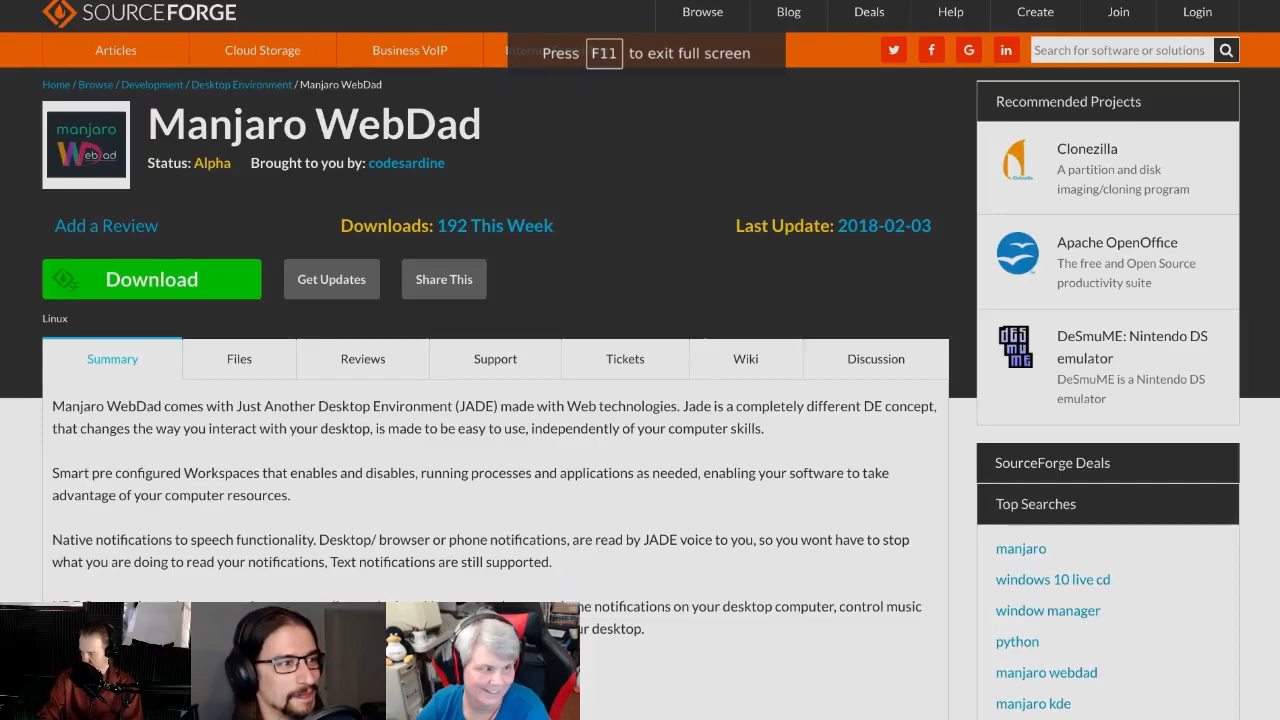 SOURCEFORGE
Browse
Blog
Deals
Help
Create
Join
Login
Articles
Cloud Storage
Business VoIP
Press F11 to exit full screen
Search for software or solutions
Home / Browse / Development / Desktop Environment / Manjaro WebDad
manjaro
WebDad
Manjaro WebDad
Status: Alpha Brought to you by: codesardine
Add a Review
Downloads: 192 This Week
Last Update: 2018-02-03
Download
Get Updates
Share This
Linux
Summary
Files
Reviews
Support
Tickets
Wiki
Discussion
Manjaro WebDad comes with Just Another Desktop Environment (JADE) made with Web technologies. Jade is a completely different DE concept,
that changes the way you interact with your desktop, is made to be easy to use, independently of your computer skills.
Smart pre configured Workspaces that enables and disables, running processes and applications as needed, enabling your software to take
advantage of your computer resources.
Native notifications to speech functionality. Desktop/ browser or phone notifications, are read by JADE voice to you, so you wont have to stop
what you are doing to read your notifications, Text notifications are still supported.
notifications on your desktop computer, control music
desktop.
Recommended Projects
Clonezilla
A partition and disk
imaging/cloning program
Apache OpenOffice
The free and Open Source
productivity suite
DeSmuME: Nintendo DS
emulator
DeSmuME is a Nintendo DS
emulator
SourceForge Deals
Top Searches
manjaro
windows 10 live cd
window manager
python
manjaro webdad
manjaro kde